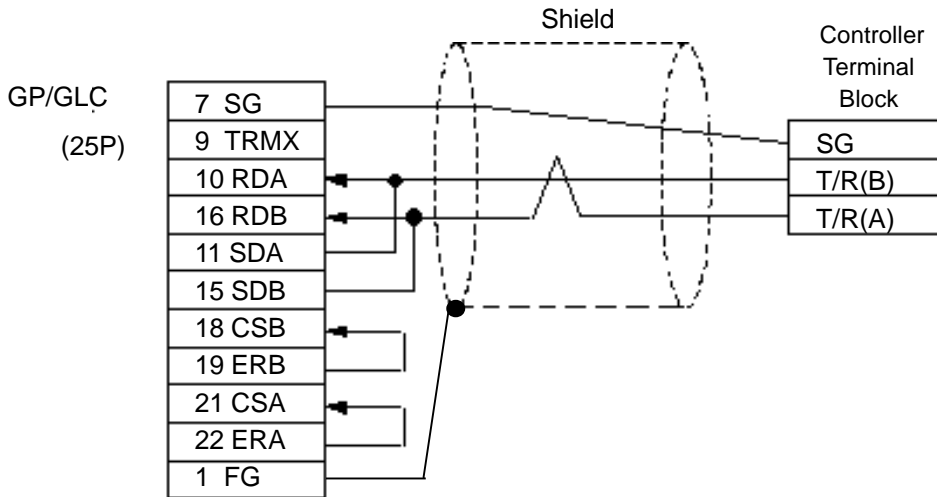 Shield
Controller
Terminal
Block
GP/GLC
(25P)
7 SG
9 TRMX
10 RDA
16 RDB
11 SDA
15 SDB
18 CSB
19 ERB
21 CSA
22 ERA
1 FG
SG
T/R(B)
T/R(A)